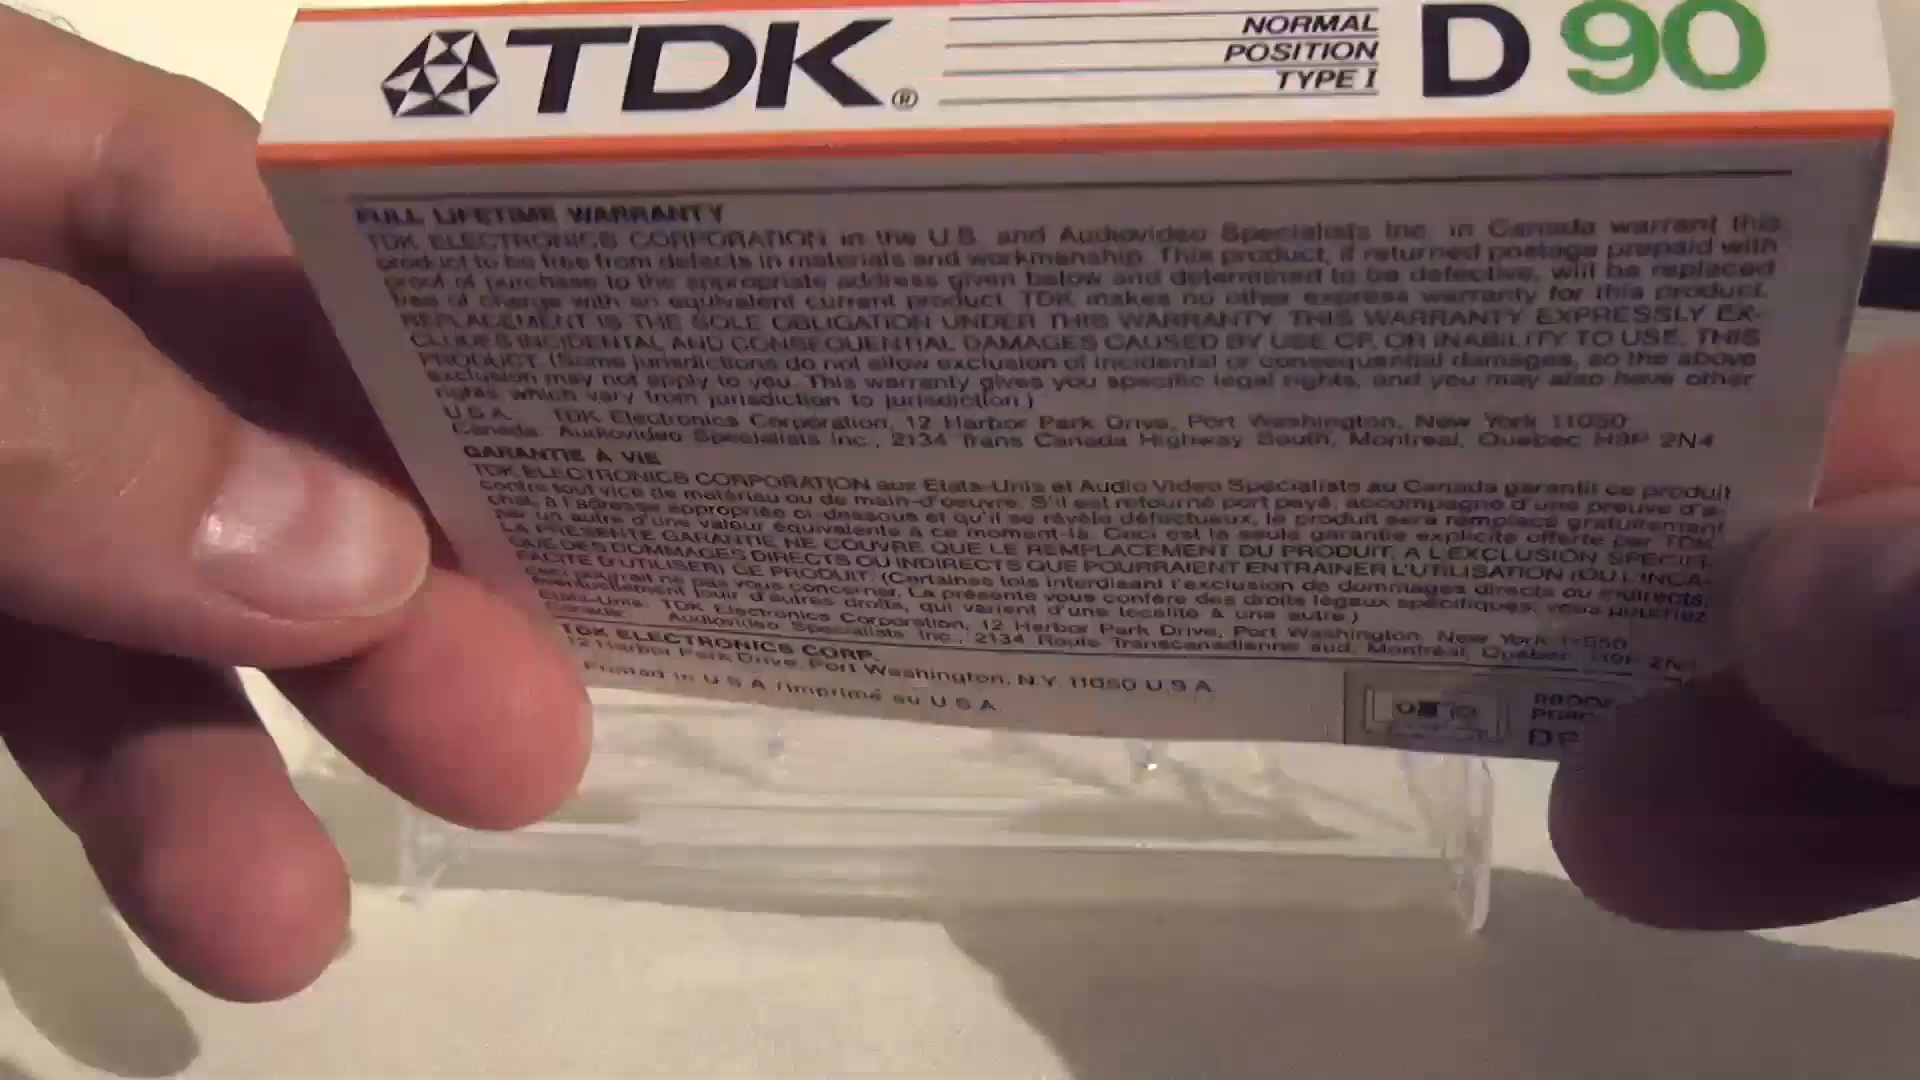 TDK®
NORMAL
POSITION
TYPE I
D 90
FULL LIFETIME WARRANTY
TDK ELECTRONICS CORPORATION in the U.S. and Audiovideo Specialists Inc. in Canada warrant this
product to be free from defects in materials and workmanship. This product, if returned postage prepaid with
proof of purchase to the appropriate address given below and determined to be defective, will be replaced
free of charge with an equivalent current product. TDK makes no other express warranty for this product.
REPLACEMENT IS THE SOLE OBLIGATION UNDER THIS WARRANTY. THIS WARRANTY EXPRESSLY EX-
CLUDES INCIDENTAL AND CONSEQUENTIAL DAMAGES CAUSED BY USE OF, OR INABILITY TO USE, THIS
PRODUCT. (Some jurisdictions do not allow exclusion of incidental or consequential damages, so the above
exclusion may not apply to you. This warranty gives you specific legal rights, and you may also have other
rights which vary from jurisdiction to jurisdiction.)
U.S.A. TDK Electronics Corporation, 12 Harbor Park Drive, Port Washington, New York 11050
Canada: Audiovideo Specialists Inc., 2134 Trans Canada Highway South, Montreal, Quebec H9P 2N4
GARANTIE À VIE
TDK ELECTRONICS CORPORATION aux Etats-Unis et Audio Video Spécialists au Canada garantit ce produit
contre tout vice de matériau ou de main-d'oeuvre. S'il est retourné port payé, accompagné d'une preuve d'a-
chat, à l'adresse appropriée ci-dessous et qu'il se révèle défectueux, le produit sera remplacé gratuitement
par un autre d'une valeur équivalente à ce moment-là. Ceci est la seule garantie explicite offerte par TDK.
LA PRÉSENTE GARANTIE NE COUVRE QUE LE REMPLACEMENT DU PRODUIT, A L'EXCLUSION SPECIFI-
QUE DES DOMMAGES DIRECTS OU INDIRECTS QUE POURRAIENT ENTRAINER L'UTILISATION (OU L'INCA-
PACITE D'UTILISER) CE PRODUIT. (Certaines lois interdisant l'exclusion de dommages directs ou indirects,
ceci pourrait ne pas vous concerner. La présente vous confère des droits légaux spécifiques, vous pourriez
éventuellement jouir d'autres droits, qui varient d'une localité à une autre.)
Etats-Unis: TDK Electronics Corporation, 12 Harbor Park Drive, Port Washington, New York 11050
Canada: Audiovideo Specialists Inc., 2134 Route Transcanadienne sud, Montréal, Québec H9P 2N4
TDK ELECTRONICS CORP.
12 Harbor Park Drive, Port Washington, N.Y. 11050 U.S.A.
Printed in U.S.A./Imprimé au U.S.A.